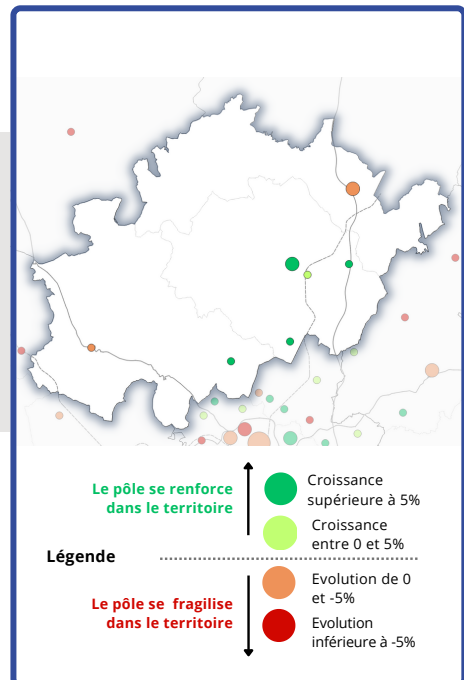 Le pôle se renforce
dans le territoire
Croissance
supérieure à 5%
Croissance
entre 0 et 5%
Légende
Le pôle se fragilise
dans le territoire
Evolution de 0
et -5%
Evolution
inférieure à -5%